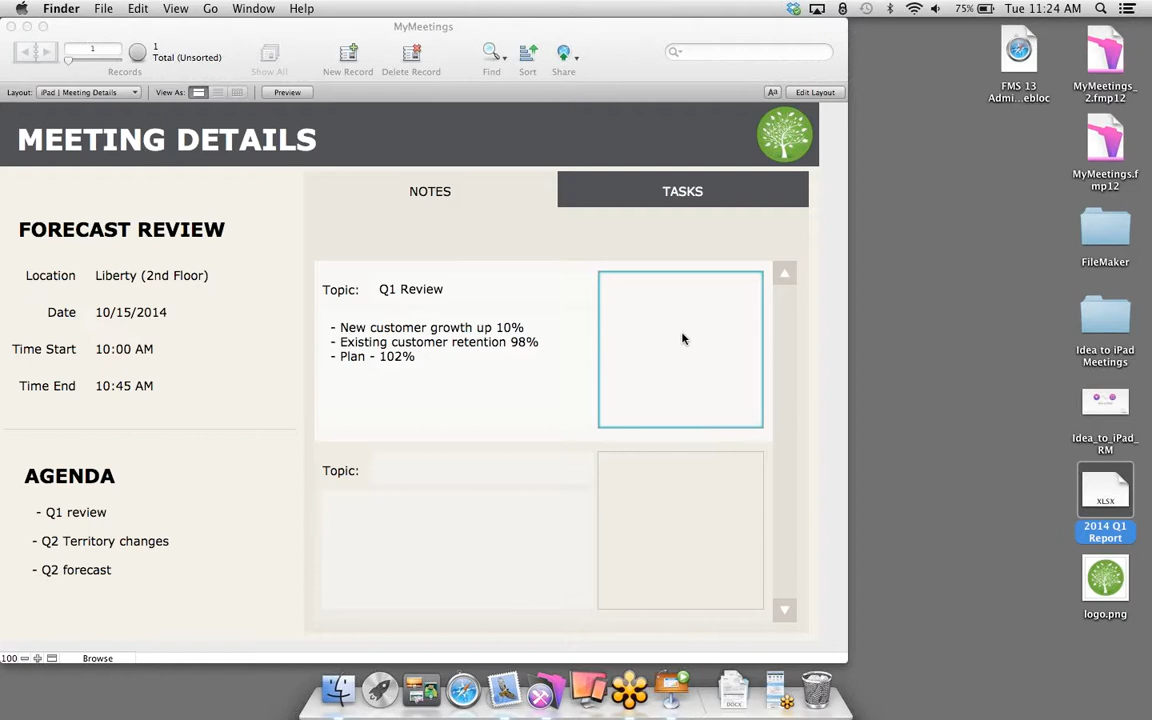 Finder File Edit View Go Window Help
75% Tue 11:24 AM
MyMeetings
1
1
Total (Unsorted)
Records
Show All
New Record
Delete Record
Find
Sort
Share
Layout: iPad | Meeting Details
View As:
Preview
Aa
Edit Layout
MEETING DETAILS
NOTES
TASKS
FORECAST REVIEW
Location Liberty (2nd Floor)
Date 10/15/2014
Time Start 10:00 AM
Time End 10:45 AM
AGENDA
- Q1 review
- Q2 Territory changes
- Q2 forecast
Topic: Q1 Review
- New customer growth up 10%
- Existing customer retention 98%
- Plan - 102%
Topic:
100
Browse
FMS 13
Admi...ebloc
MyMeetings_
2.fmp12
MyMeetings.f
mp12
FileMaker
Idea to iPad
Meetings
Idea_to_iPad_
RM
XLSX
2014 Q1
Report
logo.png
DOCX